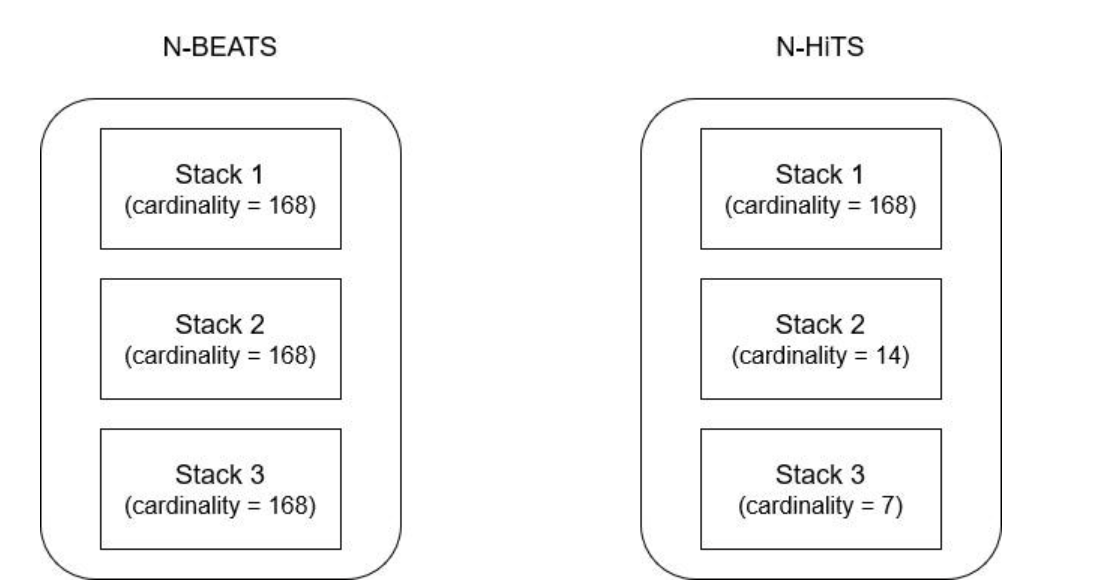 N-BEATS
Stack 1
(cardinality = 168)
Stack 2
(cardinality = 168)
Stack 3
(cardinality = 168)
N-HiTS
Stack 1
(cardinality = 168)
Stack 2
(cardinality = 14)
Stack 3
(cardinality = 7)